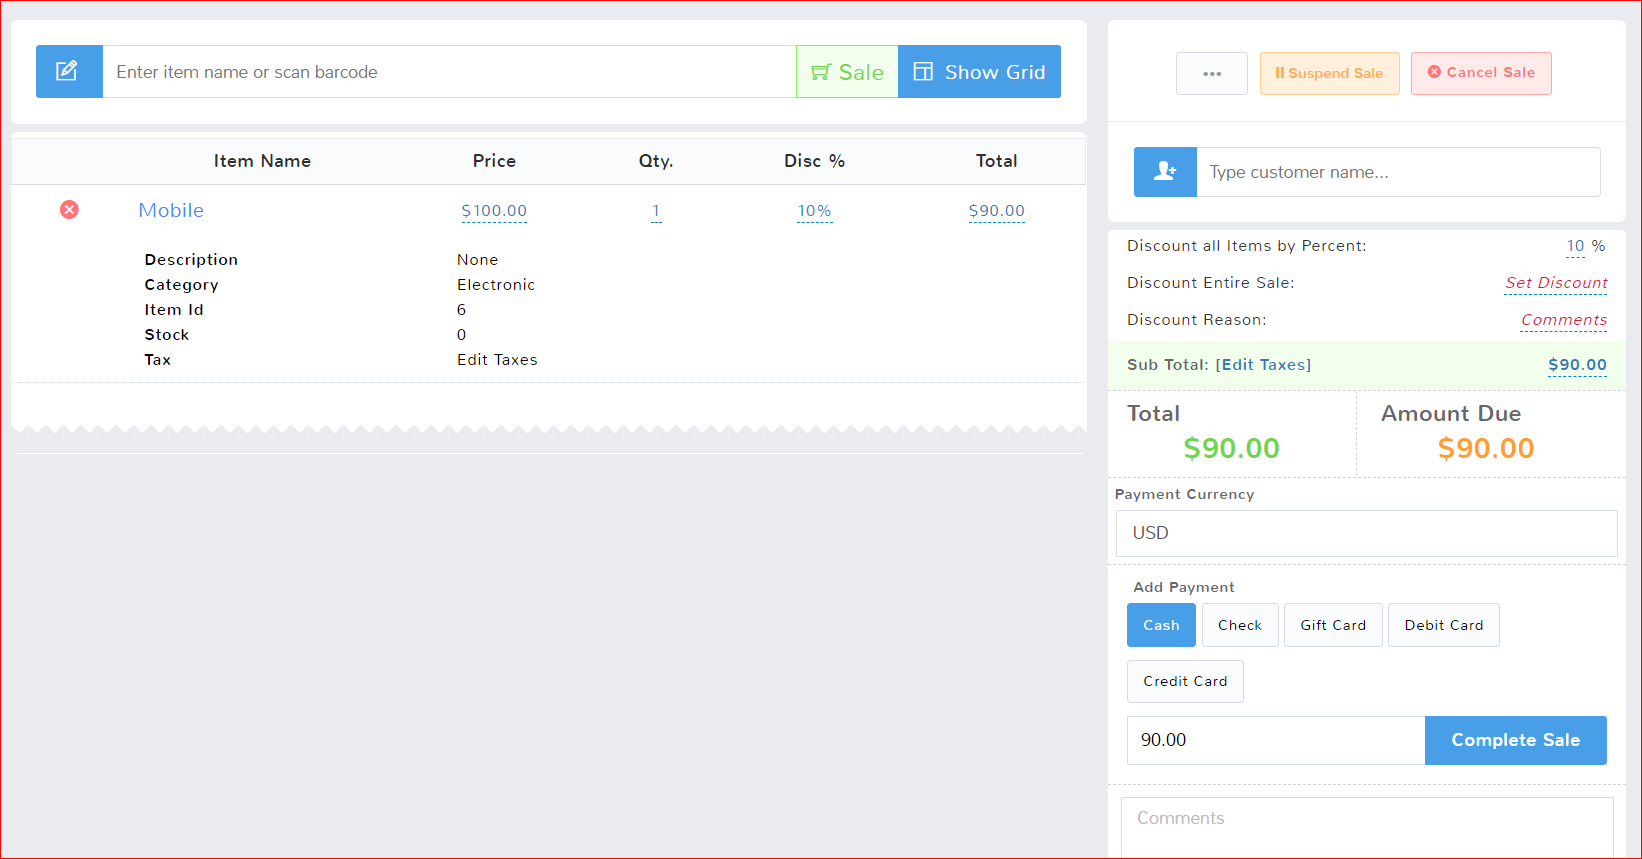 Enter item name or scan barcode
Sale
Show Grid
Item Name Price Qty. Disc % Total
Mobile $100.00 1 10% $90.00
Description None
Category Electronic
Item Id 6
Stock 0
Tax Edit Taxes
••• Suspend Sale Cancel Sale
Type customer name...
Discount all Items by Percent: 10 %
Discount Entire Sale: Set Discount
Discount Reason: Comments
Sub Total: [Edit Taxes] $90.00
Total Amount Due
$90.00 $90.00
Payment Currency
USD
Add Payment
Cash Check Gift Card Debit Card
Credit Card
90.00 Complete Sale
Comments